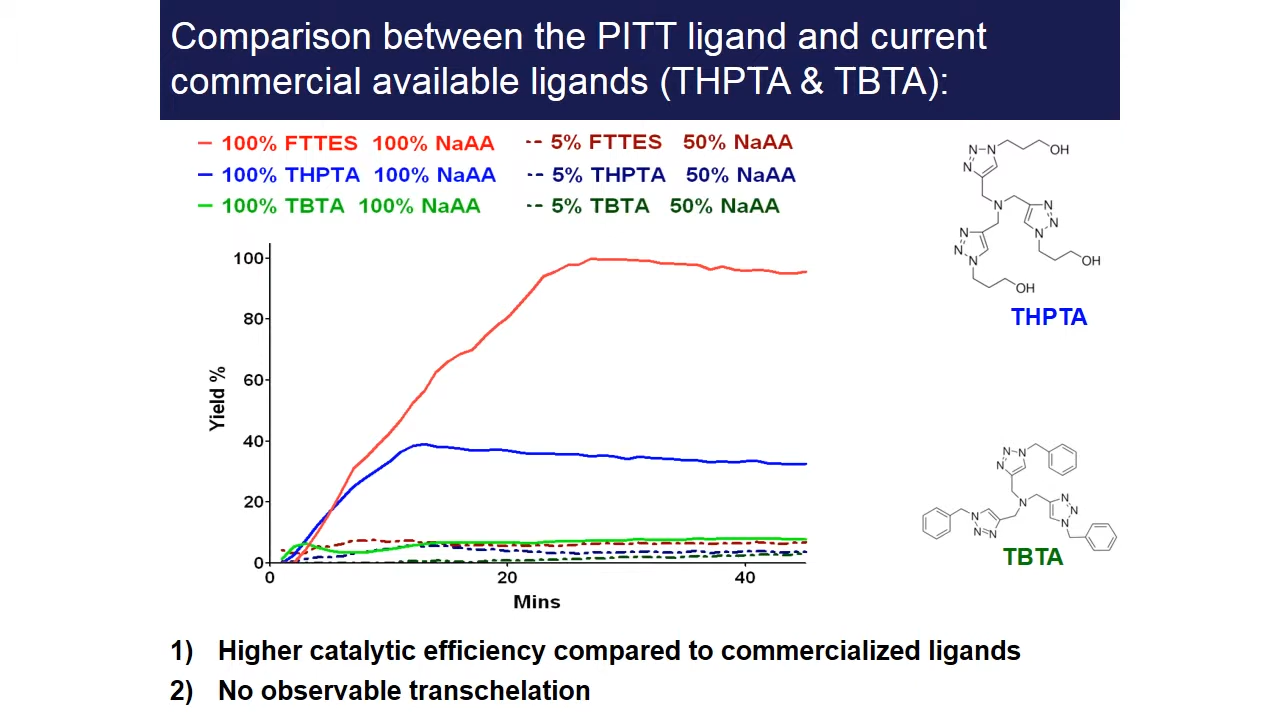 Comparison between the PITT ligand and current
commercial available ligands (THPTA & TBTA):
100% FTTES 100% NaAA
5% FTTES 50% NaAA
100% THPTA 100% NaAA
5% THPTA 50% NaAA
100% TBTA 100% NaAA
5% TBTA 50% NaAA
100
80
60
40
20
0
Yield %
0
20
40
Mins
N
N
N
OH
N
N
N
N
OH
N
N
N
N
OH
THPTA
N
N
N
N
N
N
N
N
N
N
TBTA
1) Higher catalytic efficiency compared to commercialized ligands
2) No observable transchelation